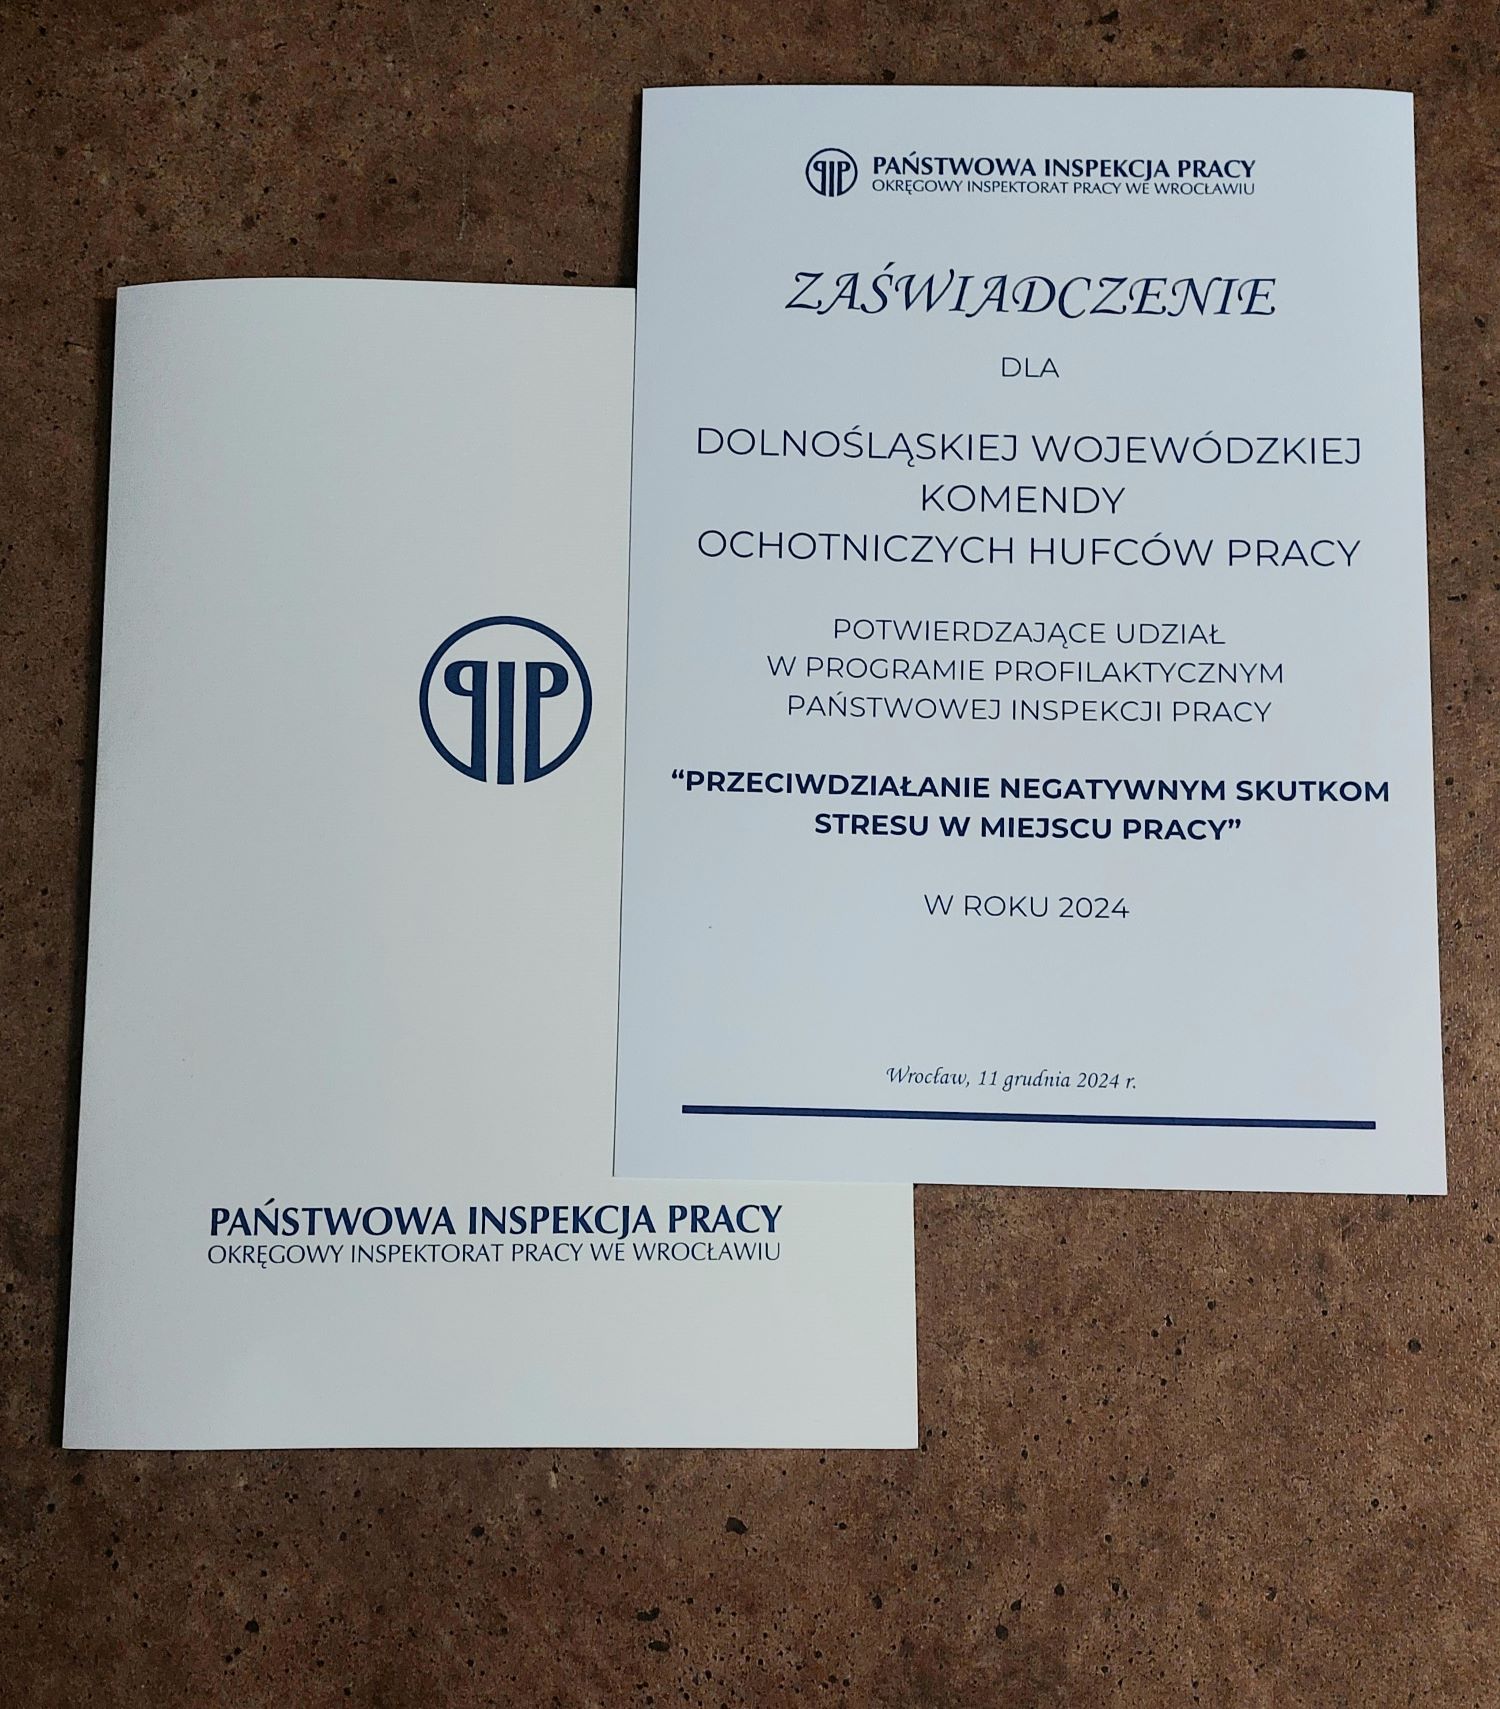 PIP
PAŃSTWOWA INSPEKCJA PRACY
OKRĘGOWY INSPEKTORAT PRACY WE WROCŁAWIU
ZAŚWIADCZENIE
DLA
DOLNOŚLĄSKIEJ WOJEWÓDZKIEJ
KOMENDY
OCHOTNICZYCH HUFCÓW PRACY
POTWIERDZAJĄCE UDZIAŁ
W PROGRAMIE PROFILAKTYCZNYM
PAŃSTWOWEJ INSPEKCJI PRACY
“PRZECIWDZIAŁANIE NEGATYWNYM SKUTKOM
STRESU W MIEJSCU PRACY”
W ROKU 2024
Wrocław, 11 grudnia 2024 r.
PIP
PAŃSTWOWA INSPEKCJA PRACY
OKRĘGOWY INSPEKTORAT PRACY WE WROCŁAWIU